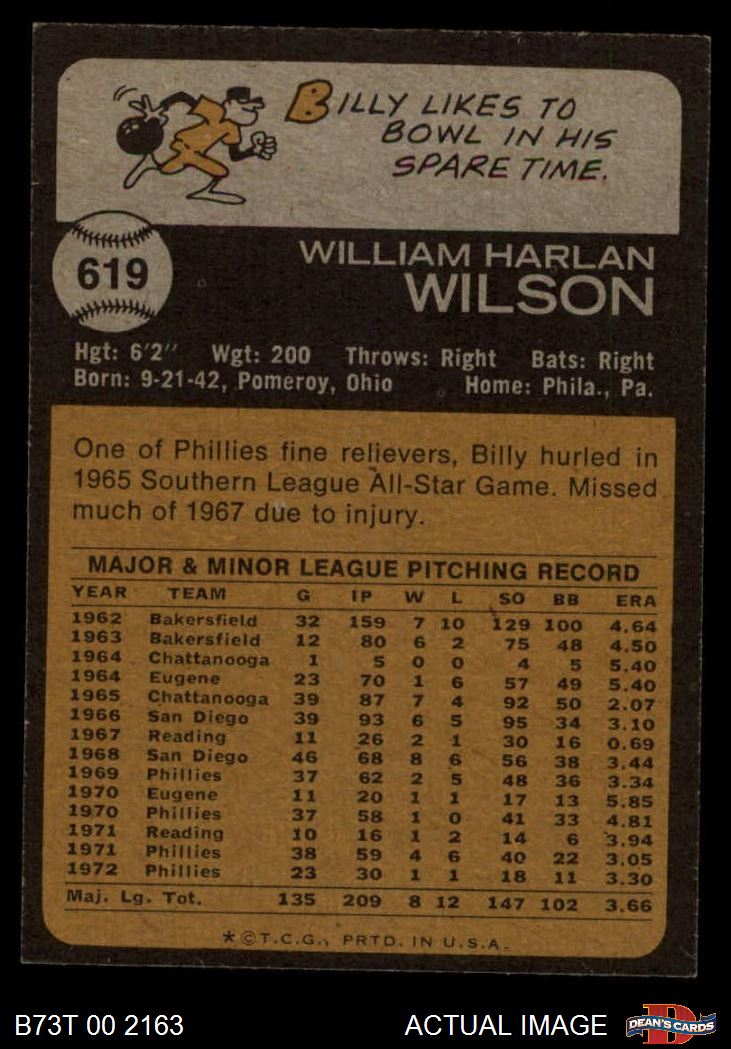 BILLY LIKES TO
BOWL IN HIS
SPARE TIME.
619
WILLIAM HARLAN
WILSON
Hgt: 6'2" Wgt: 200 Throws: Right Bats: Right
Born: 9-21-42, Pomeroy, Ohio Home: Phila., Pa.
One of Phillies fine relievers, Billy hurled in
1965 Southern League All-Star Game. Missed
much of 1967 due to injury.
MAJOR & MINOR LEAGUE PITCHING RECORD
YEAR TEAM G IP W L SO BB ERA
1962 Bakersfield 32 159 7 10 129 100 4.64
1963 Bakersfield 12 80 6 2 75 48 4.50
1964 Chattanooga 1 5 0 0 4 5 5.40
1964 Eugene 23 70 1 6 57 49 5.40
1965 Chattanooga 39 87 7 4 92 50 2.07
1966 San Diego 39 93 6 5 95 34 3.10
1967 Reading 11 26 2 1 30 16 0.69
1968 San Diego 46 68 8 6 56 38 3.44
1969 Phillies 37 62 2 5 48 36 3.34
1970 Eugene 11 20 1 1 17 13 5.85
1970 Phillies 37 58 1 0 41 33 4.81
1971 Reading 10 16 1 2 14 6 3.94
1971 Phillies 38 59 4 6 40 22 3.05
1972 Phillies 23 30 1 1 18 11 3.30
Maj. Lg. Tot. 135 209 8 12 147 102 3.66
*©T.C.G., PRTD. IN U.S.A.
B73T 00 2163 ACTUAL IMAGE DEAN'S CARDS